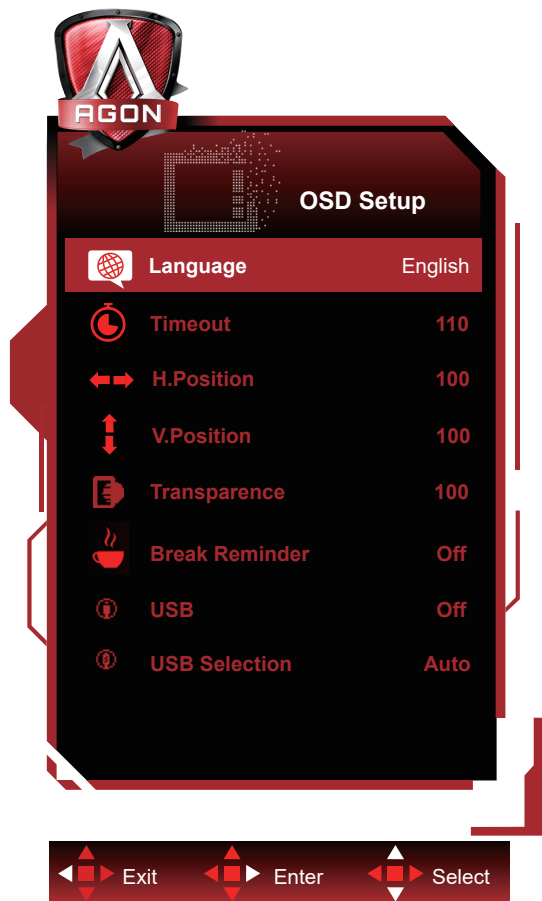 AGON
OSD Setup
Language English
Timeout 110
H.Position 100
V.Position 100
Transparence 100
Break Reminder Off
USB Off
USB Selection Auto
Exit Enter Select